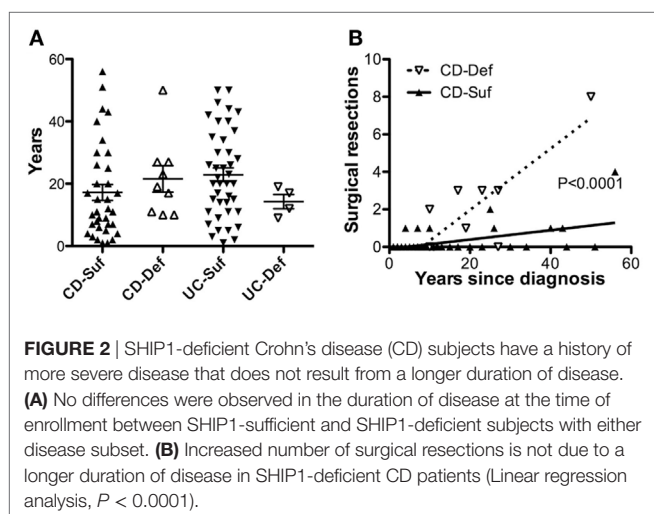 A
B
60
40
20
0
Years
CD-Suf
CD-Def
UC-Suf
UC-Def
10
8
6
4
2
0
Surgical resections
CD-Def
CD-Suf
P<0.0001
0
20
40
60
Years since diagnosis
FIGURE 2 | SHIP1-deficient Crohn's disease (CD) subjects have a history of
more severe disease that does not result from a longer duration of disease.
(A) No differences were observed in the duration of disease at the time of
enrollment between SHIP1-sufficient and SHIP1-deficient subjects with either
disease subset. (B) Increased number of surgical resections is not due to a
longer duration of disease in SHIP1-deficient CD patients (Linear regression
analysis, P < 0.0001).